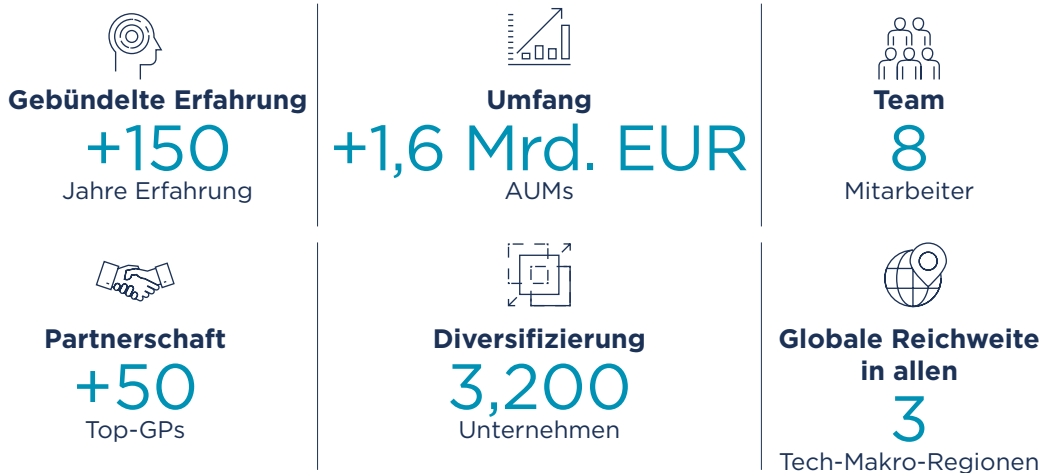 Gebündelte Erfahrung
+150
Jahre Erfahrung
Umfang
+1,6 Mrd. EUR
AUMs
Team
8
Mitarbeiter
Partnerschaft
+50
Top-GPs
Diversifizierung
3,200
Unternehmen
Globale Reichweite
in allen
3
Tech-Makro-Regionen